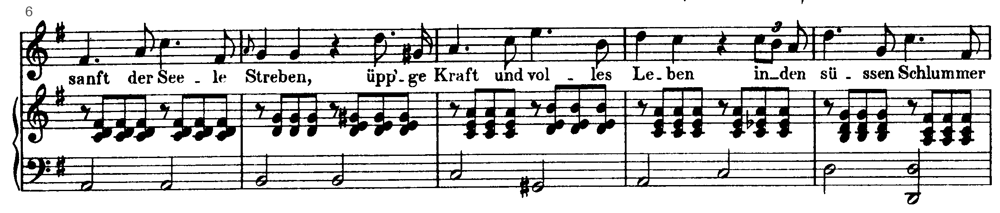 6
3
sanft der See - le Streben, üpp'-ge Kraft und vol - les Le-ben in-den sü - ssen Schlummer